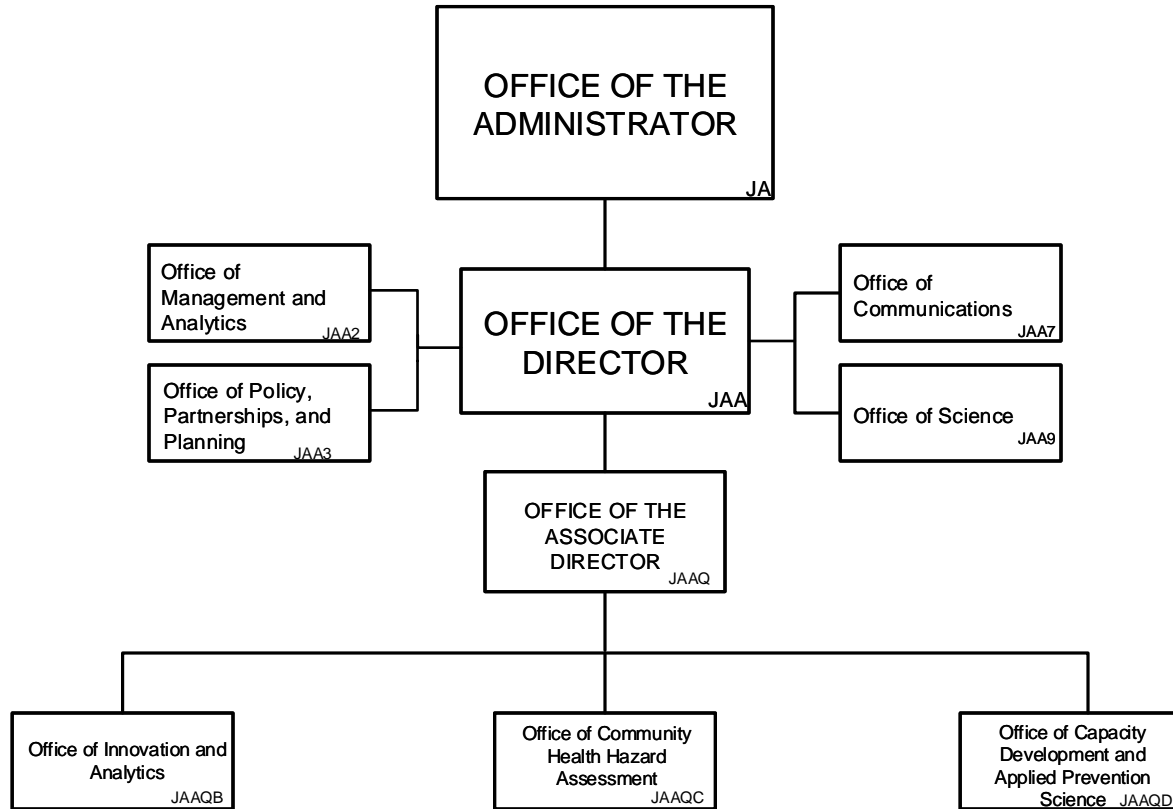 OFFICE OF THE
ADMINISTRATOR
JA
Office of
Management and
Analytics
JAA2
Office of Policy,
Partnerships, and
Planning
JAA3
OFFICE OF THE
DIRECTOR
JAA
Office of
Communications
JAA7
Office of Science
JAA9
OFFICE OF THE
ASSOCIATE
DIRECTOR
JAAQ
Office of Innovation and
Analytics
JAAQB
Office of Community
Health Hazard
Assessment
JAAQC
Office of Capacity
Development and
Applied Prevention
Science JAAQD